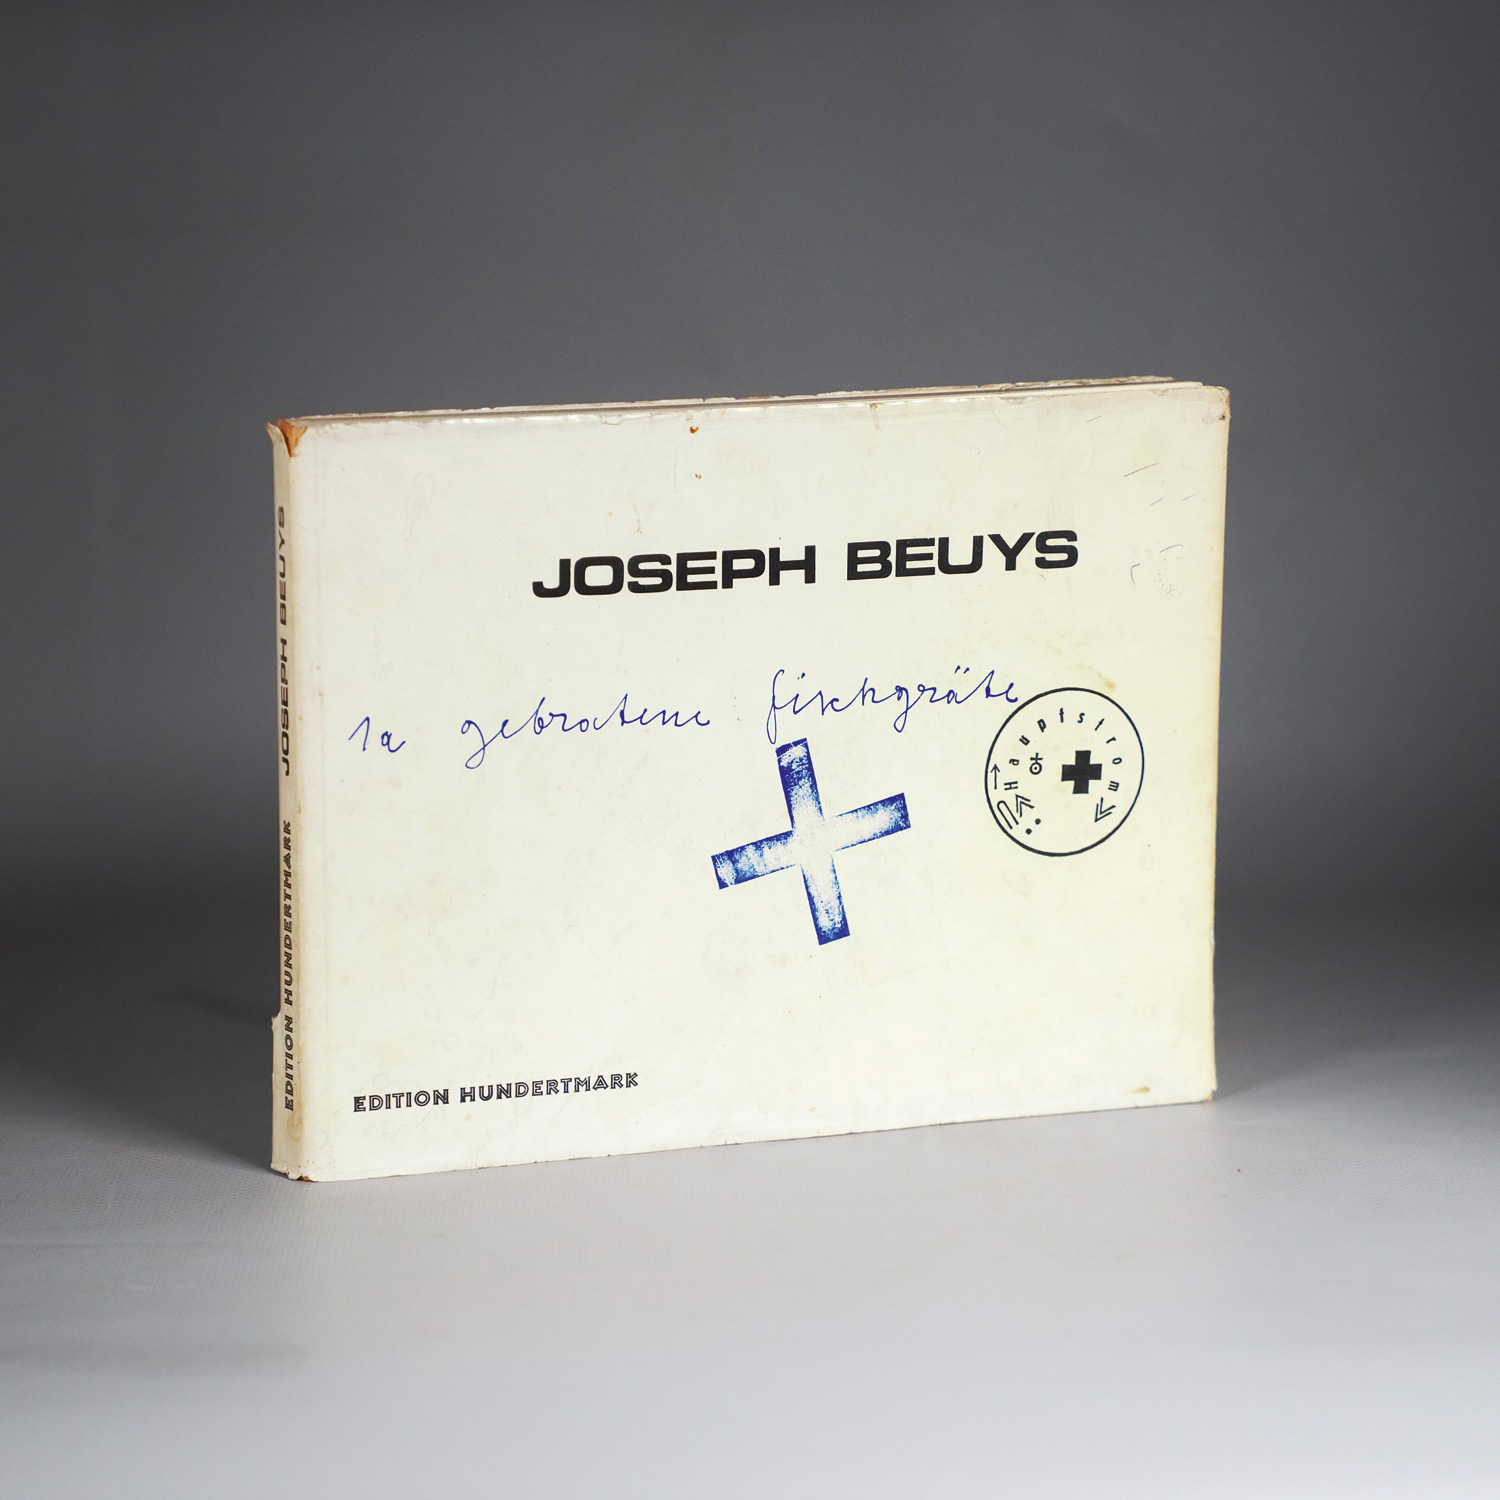 JOSEPH BEUYS
1a gebratene fischgräte
Hauptstrom
EDITION HUNDERTMARK
EDITION HUNDERTMARK JOSEPH BEUYS